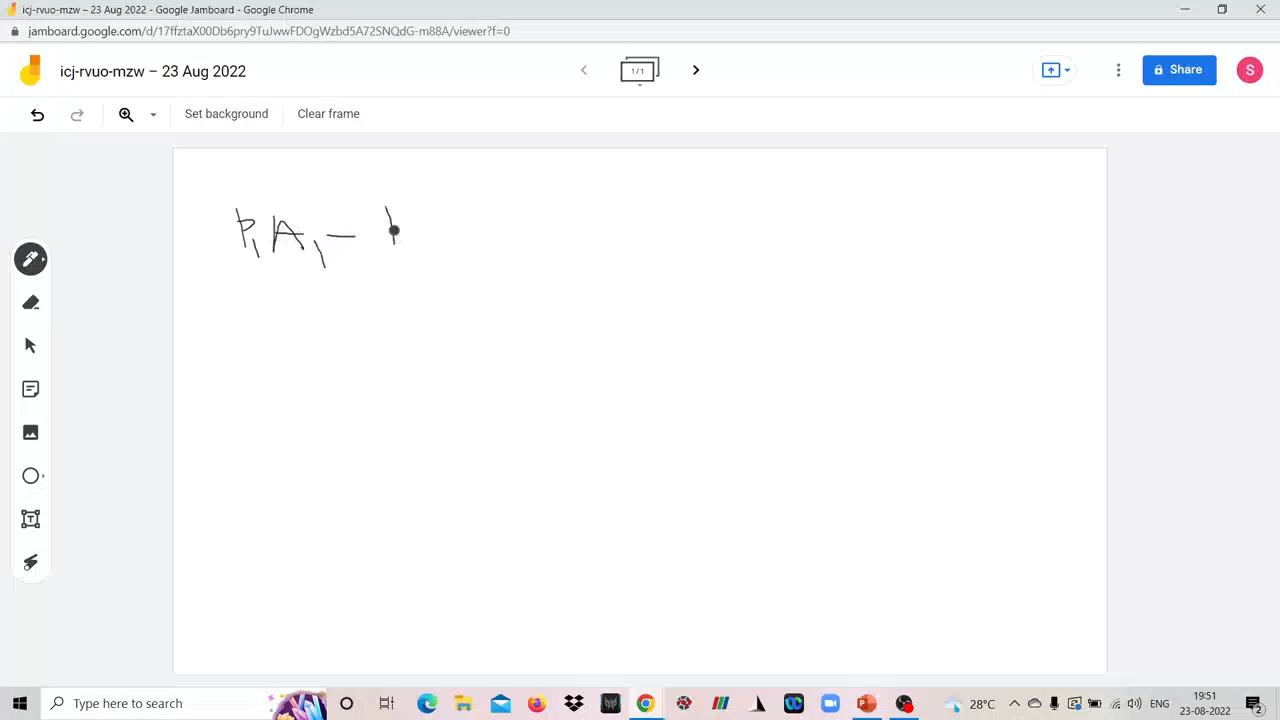 icj-rvuo-mzw – 23 Aug 2022 - Google Jamboard - Google Chrome
jamboard.google.com/d/17ffztaX00Db6pry9TuJwwFDOgWzbd5A72SNQdG-m88A/viewer?f=0
icj-rvuo-mzw – 23 Aug 2022
1 / 1
Share
S
Set background
Clear frame
P₁A₁ –
Type here to search
28°C
ENG
19:51
23-08-2022
2